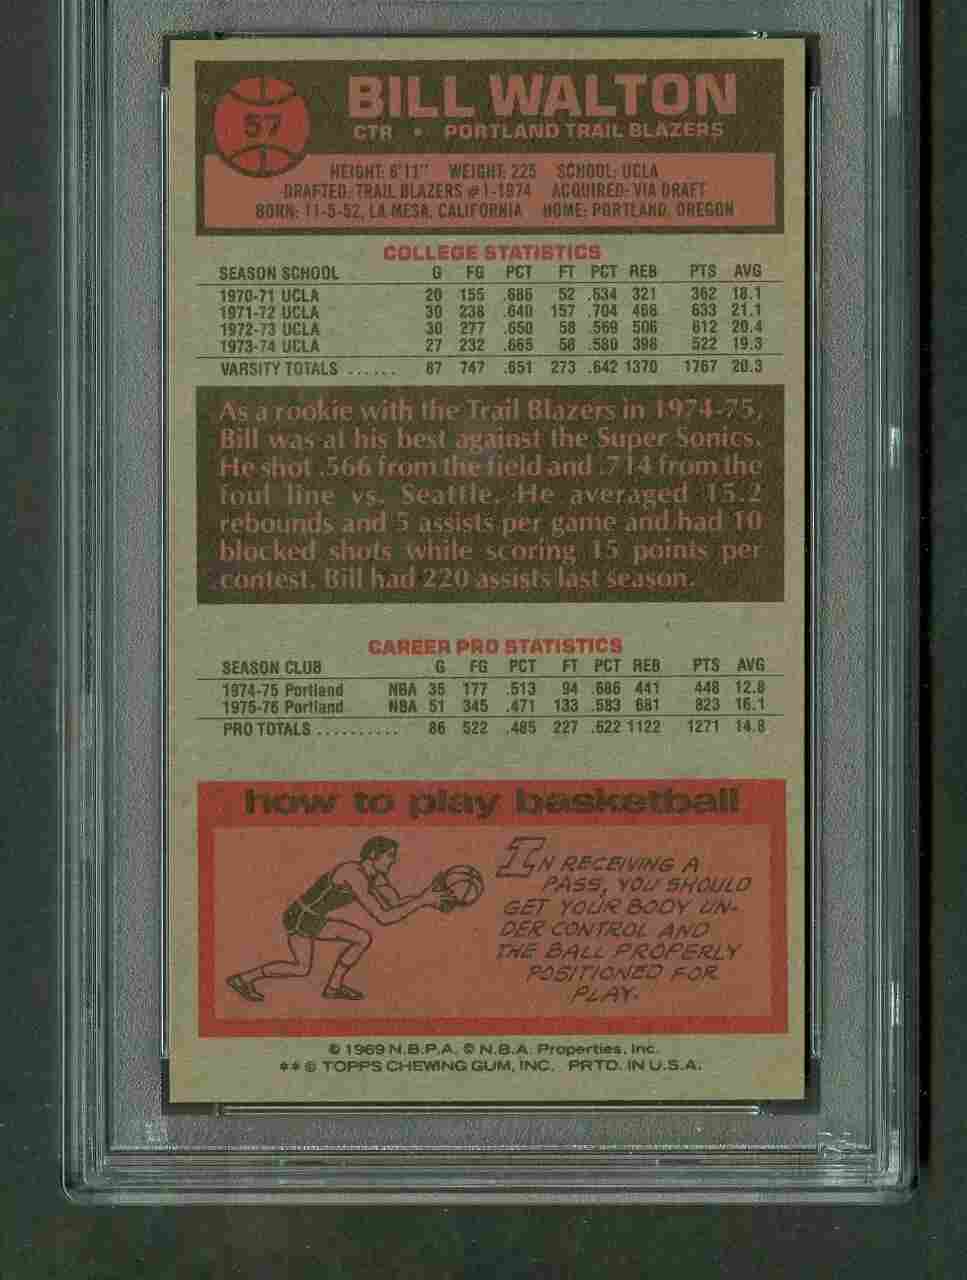 57
BILL WALTON
CTR • PORTLAND TRAIL BLAZERS
HEIGHT: 6'11" WEIGHT: 225 SCHOOL: UCLA
DRAFTED: TRAIL BLAZERS #1-1974 ACQUIRED- VIA DRAFT
BORN: 11-5-52, LA MESA, CALIFORNIA HOME: PORTLAND, OREGON
COLLEGE STATISTICS
SEASON SCHOOL G FG PCT FT PCT REB PTS AVG
1970-71 UCLA 20 155 .686 52 .634 321 362 18.1
1971-72 UCLA 30 238 .640 157 .704 466 633 21.1
1972-73 UCLA 30 277 .650 58 .569 506 612 20.4
1973-74 UCLA 27 232 .665 58 .580 398 522 19.3
VARSITY TOTALS ...... 87 747 .651 273 .642 1370 1767 20.3
As a rookie with the Trail Blazers in 1974-75,
Bill was at his best against the Super Sonics.
He shot .566 from the field and .714 from the
foul line vs. Seattle. He averaged 15.2
rebounds and 5 assists per game and had 10
blocked shots while scoring 15 points per
contest. Bill had 220 assists last season.
CAREER PRO STATISTICS
SEASON CLUB G FG PCT FT PCT REB PTS AVG
1974-75 Portland NBA 35 177 .513 94 .686 441 448 12.8
1975-76 Portland NBA 51 345 .471 133 .583 681 823 16.1
PRO TOTALS .......... 86 522 .485 227 .622 1122 1271 14.8
how to play basketball
IN RECEIVING A
PASS, YOU SHOULD
GET YOUR BODY UN-
DER CONTROL AND
THE BALL PROPERLY
POSITIONED FOR
PLAY.
© 1969 N.B.P.A. © N.B.A. Properties, Inc.
** © TOPPS CHEWING GUM, INC. PRTD. IN U.S.A.